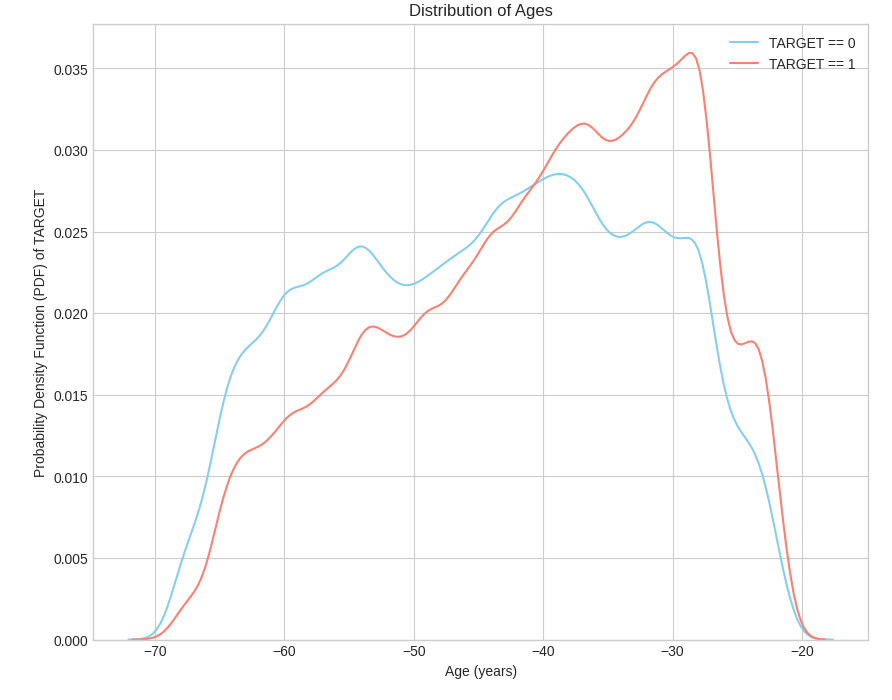 Distribution of Ages
TARGET == 0
TARGET == 1
Probability Density Function (PDF) of TARGET
0.035
0.030
0.025
0.020
0.015
0.010
0.005
0.000
−70
−60
−50
−40
−30
−20
Age (years)